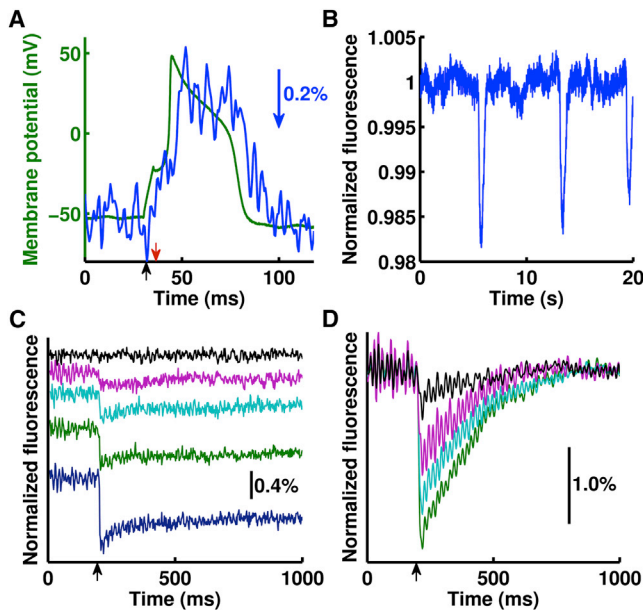 A
Membrane potential (mV)
50
0
−50
0.2%
0 50 100
Time (ms)
B
Normalized fluorescence
1.005
1
0.995
0.99
0.985
0.98
0 10 20
Time (s)
C
Normalized fluorescence
0.4%
0 500 1000
Time (ms)
D
Normalized fluorescence
1.0%
0 500 1000
Time (ms)